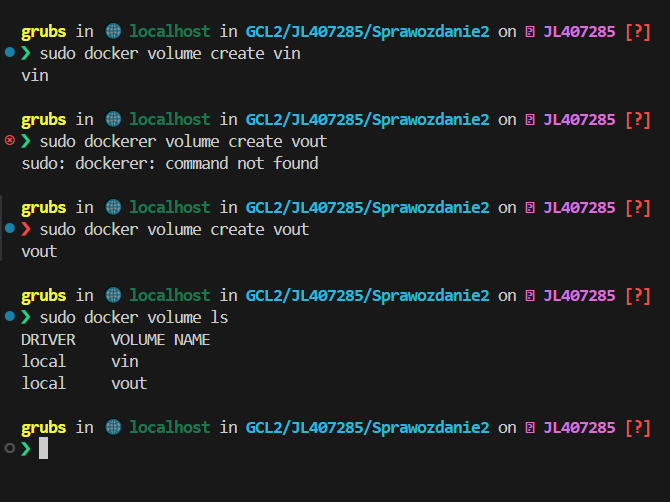 grubs in 🌐 localhost in GCL2/JL407285/Sprawozdanie2 on JL407285 [?]
❯ sudo docker volume create vin
vin
grubs in 🌐 localhost in GCL2/JL407285/Sprawozdanie2 on JL407285 [?]
❯ sudo dockerer volume create vout
sudo: dockerer: command not found
grubs in 🌐 localhost in GCL2/JL407285/Sprawozdanie2 on JL407285 [?]
❯ sudo docker volume create vout
vout
grubs in 🌐 localhost in GCL2/JL407285/Sprawozdanie2 on JL407285 [?]
❯ sudo docker volume ls
DRIVER    VOLUME NAME
local     vin
local     vout
grubs in 🌐 localhost in GCL2/JL407285/Sprawozdanie2 on JL407285 [?]
❯